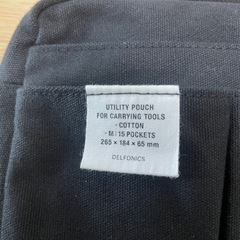 UTILITY POUCH
FOR CARRYING TOOLS
· COTTON
· M : 15 POCKETS
265 × 184 × 65 mm
DELFONICS